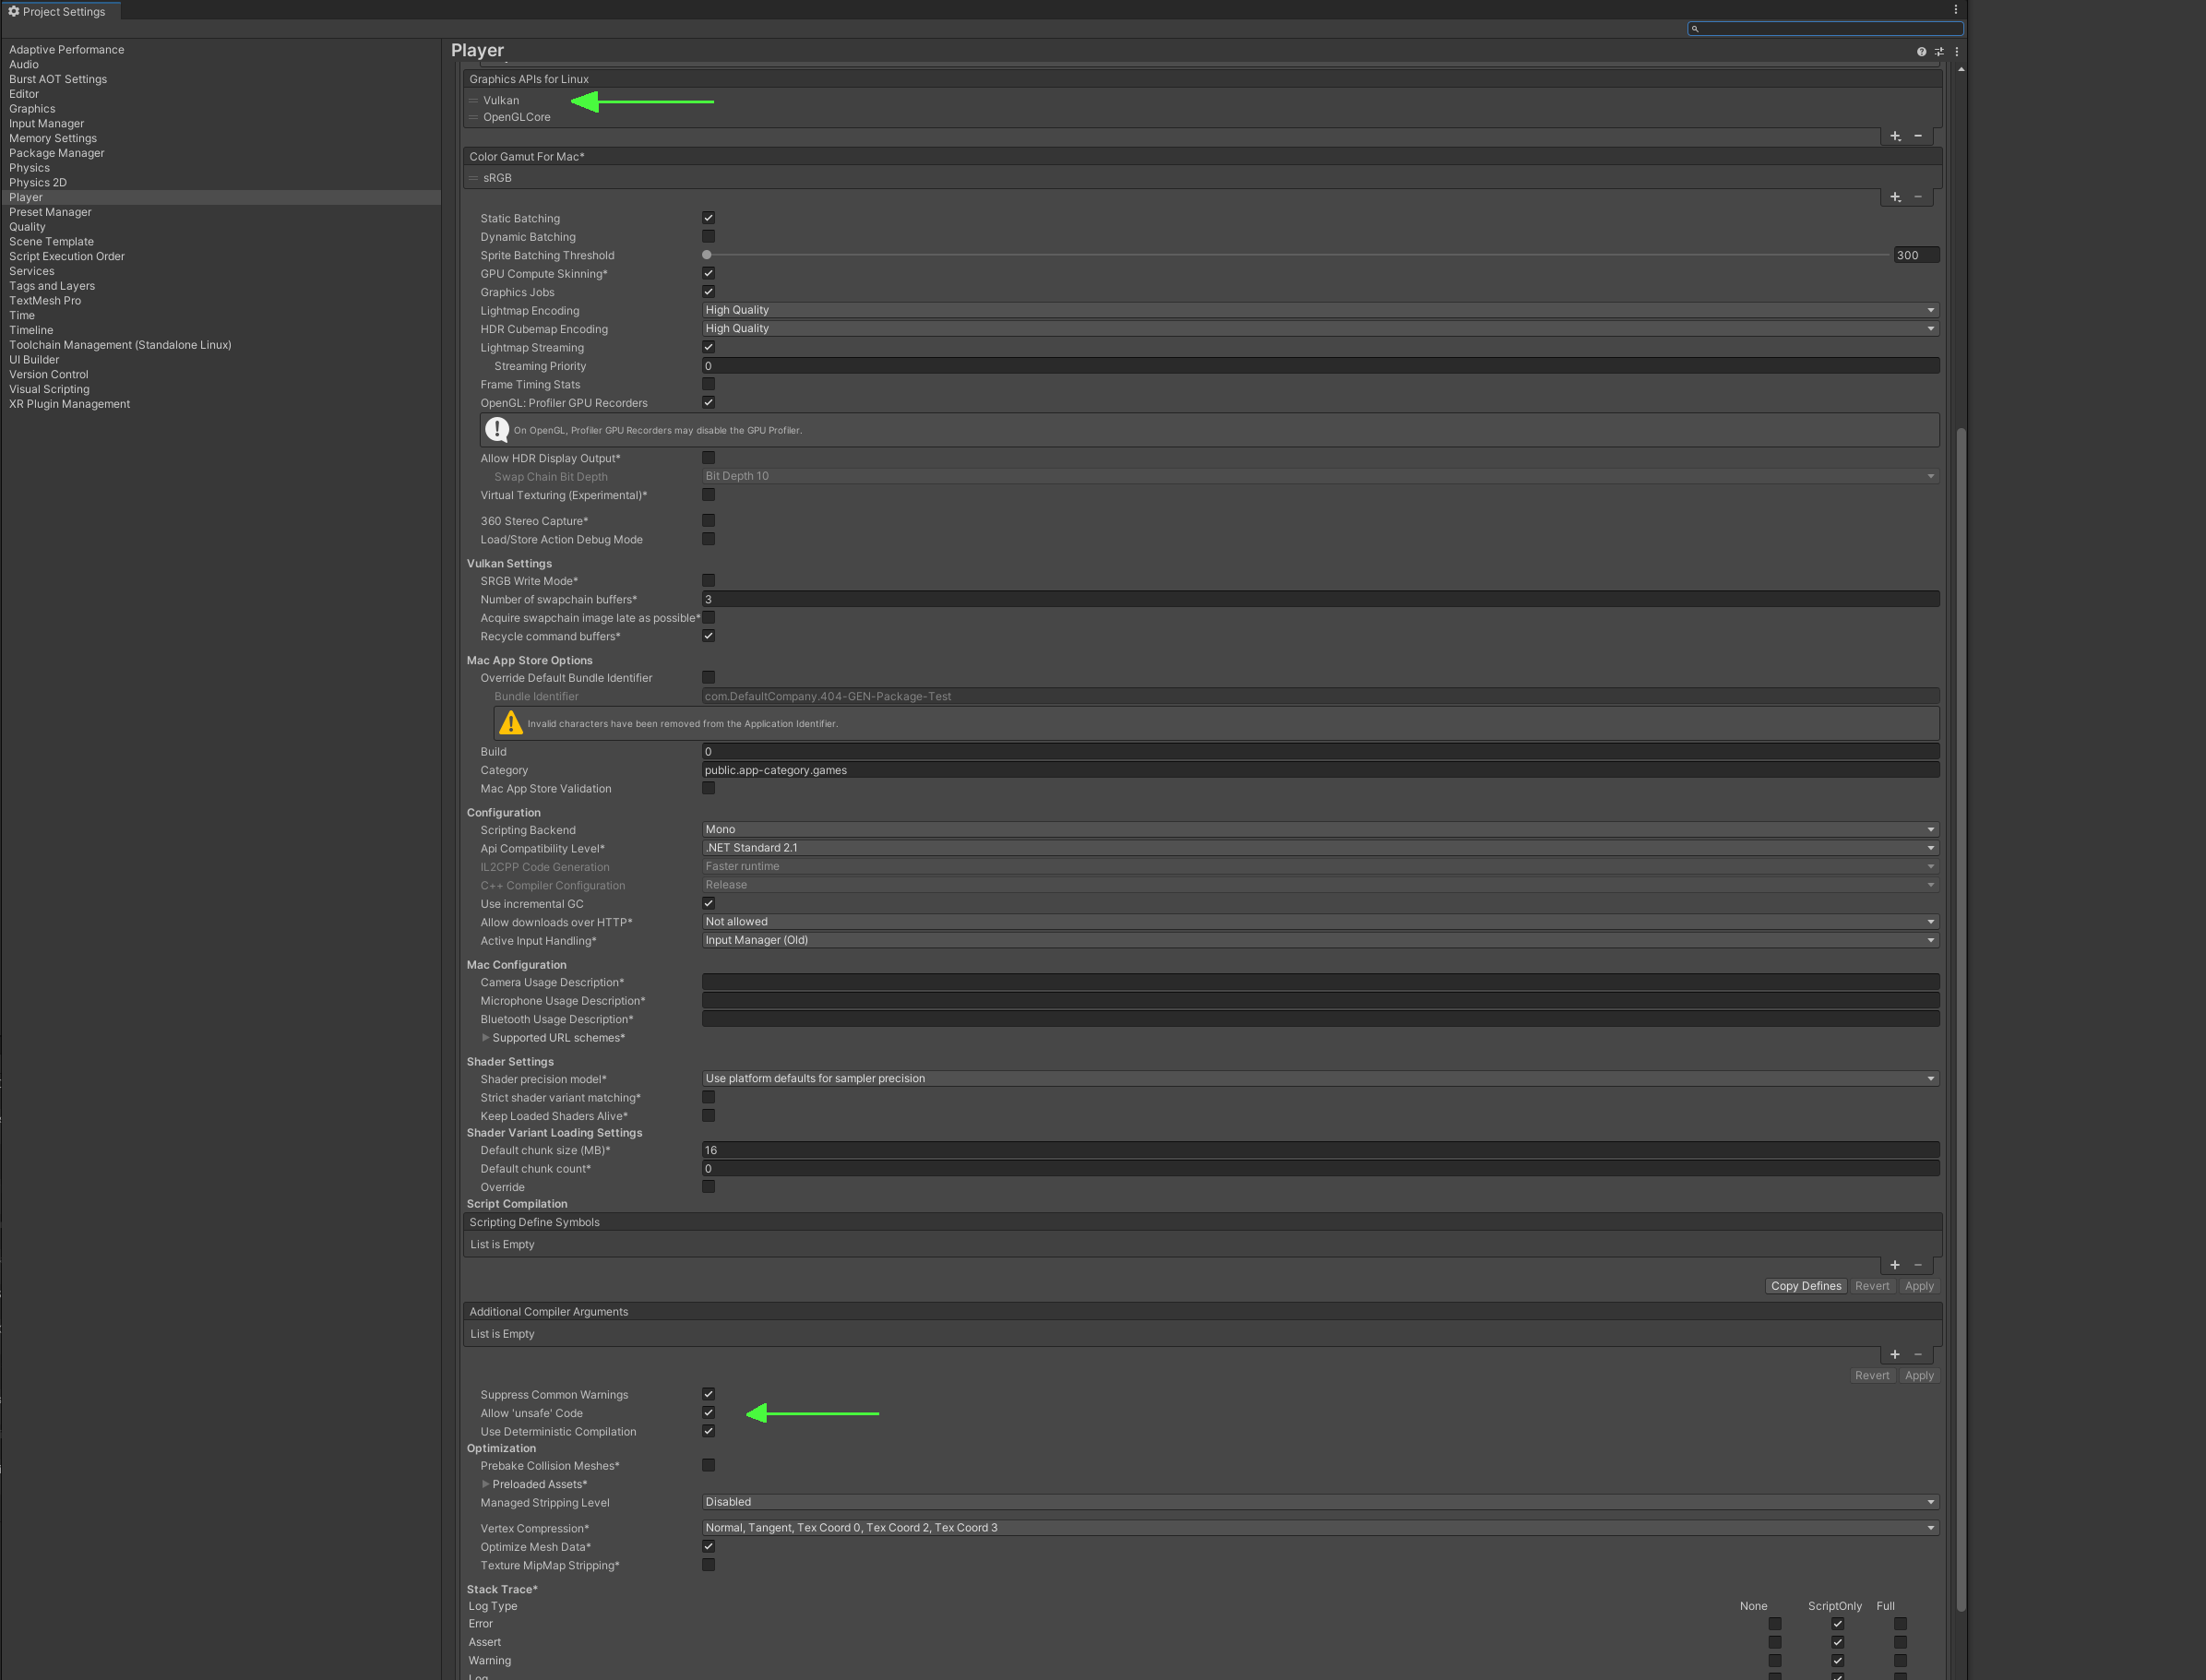 Project Settings
Adaptive Performance
Audio
Burst AOT Settings
Editor
Graphics
Input Manager
Memory Settings
Package Manager
Physics
Physics 2D
Player
Preset Manager
Quality
Scene Template
Script Execution Order
Services
Tags and Layers
TextMesh Pro
Time
Timeline
Toolchain Management (Standalone Linux)
UI Builder
Version Control
Visual Scripting
XR Plugin Management
Player
Graphics APIs for Linux
Vulkan
OpenGLCore
Color Gamut For Mac*
sRGB
Static Batching
Dynamic Batching
Sprite Batching Threshold 300
GPU Compute Skinning*
Graphics Jobs
Lightmap Encoding High Quality
HDR Cubemap Encoding High Quality
Lightmap Streaming
Streaming Priority 0
Frame Timing Stats
OpenGL: Profiler GPU Recorders
On OpenGL, Profiler GPU Recorders may disable the GPU Profiler.
Allow HDR Display Output*
Swap Chain Bit Depth Bit Depth 10
Virtual Texturing (Experimental)*
360 Stereo Capture*
Load/Store Action Debug Mode
Vulkan Settings
SRGB Write Mode*
Number of swapchain buffers* 3
Acquire swapchain image late as possible*
Recycle command buffers*
Mac App Store Options
Override Default Bundle Identifier
Bundle Identifier com.DefaultCompany.404-GEN-Package-Test
Invalid characters have been removed from the Application Identifier.
Build 0
Category public.app-category.games
Mac App Store Validation
Configuration
Scripting Backend Mono
Api Compatibility Level* .NET Standard 2.1
IL2CPP Code Generation Faster runtime
C++ Compiler Configuration Release
Use incremental GC
Allow downloads over HTTP* Not allowed
Active Input Handling* Input Manager (Old)
Mac Configuration
Camera Usage Description*
Microphone Usage Description*
Bluetooth Usage Description*
Supported URL schemes*
Shader Settings
Shader precision model* Use platform defaults for sampler precision
Strict shader variant matching*
Keep Loaded Shaders Alive*
Shader Variant Loading Settings
Default chunk size (MB)* 16
Default chunk count* 0
Override
Script Compilation
Scripting Define Symbols
List is Empty
Copy Defines Revert Apply
Additional Compiler Arguments
List is Empty
Revert Apply
Suppress Common Warnings
Allow 'unsafe' Code
Use Deterministic Compilation
Optimization
Prebake Collision Meshes*
Preloaded Assets*
Managed Stripping Level Disabled
Vertex Compression* Normal, Tangent, Tex Coord 0, Tex Coord 2, Tex Coord 3
Optimize Mesh Data*
Texture MipMap Stripping*
Stack Trace*
Log Type None ScriptOnly Full
Error
Assert
Warning
Log